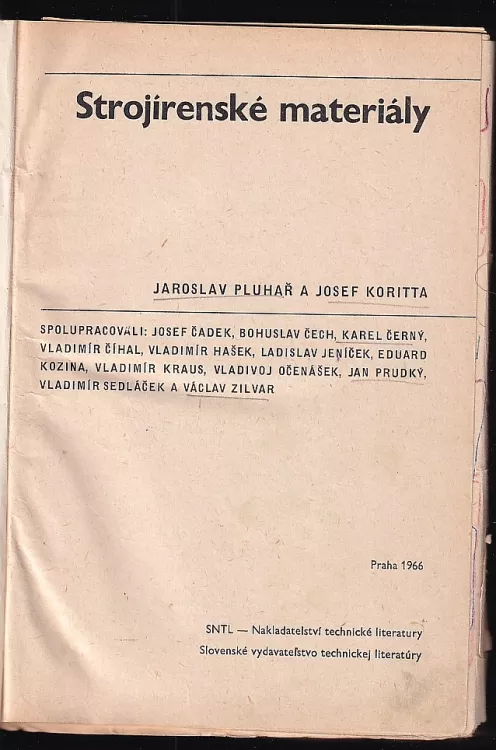 Strojírenské materiály
JAROSLAV PLUHAŘ A JOSEF KORITTA
SPOLUPRACOVALI: JOSEF ČADEK, BOHUSLAV ČECH, KAREL ČERNÝ,
VLADIMÍR ČÍHAL, VLADIMÍR HAŠEK, LADISLAV JENÍČEK, EDUARD
KOZINA, VLADIMÍR KRAUS, VLADIVOJ OČENÁŠEK, JAN PRUDKÝ,
VLADIMÍR SEDLÁČEK A VÁCLAV ZILVAR
Praha 1966
SNTL — Nakladatelství technické literatury
Slovenské vydavateľstvo technickej literatúry